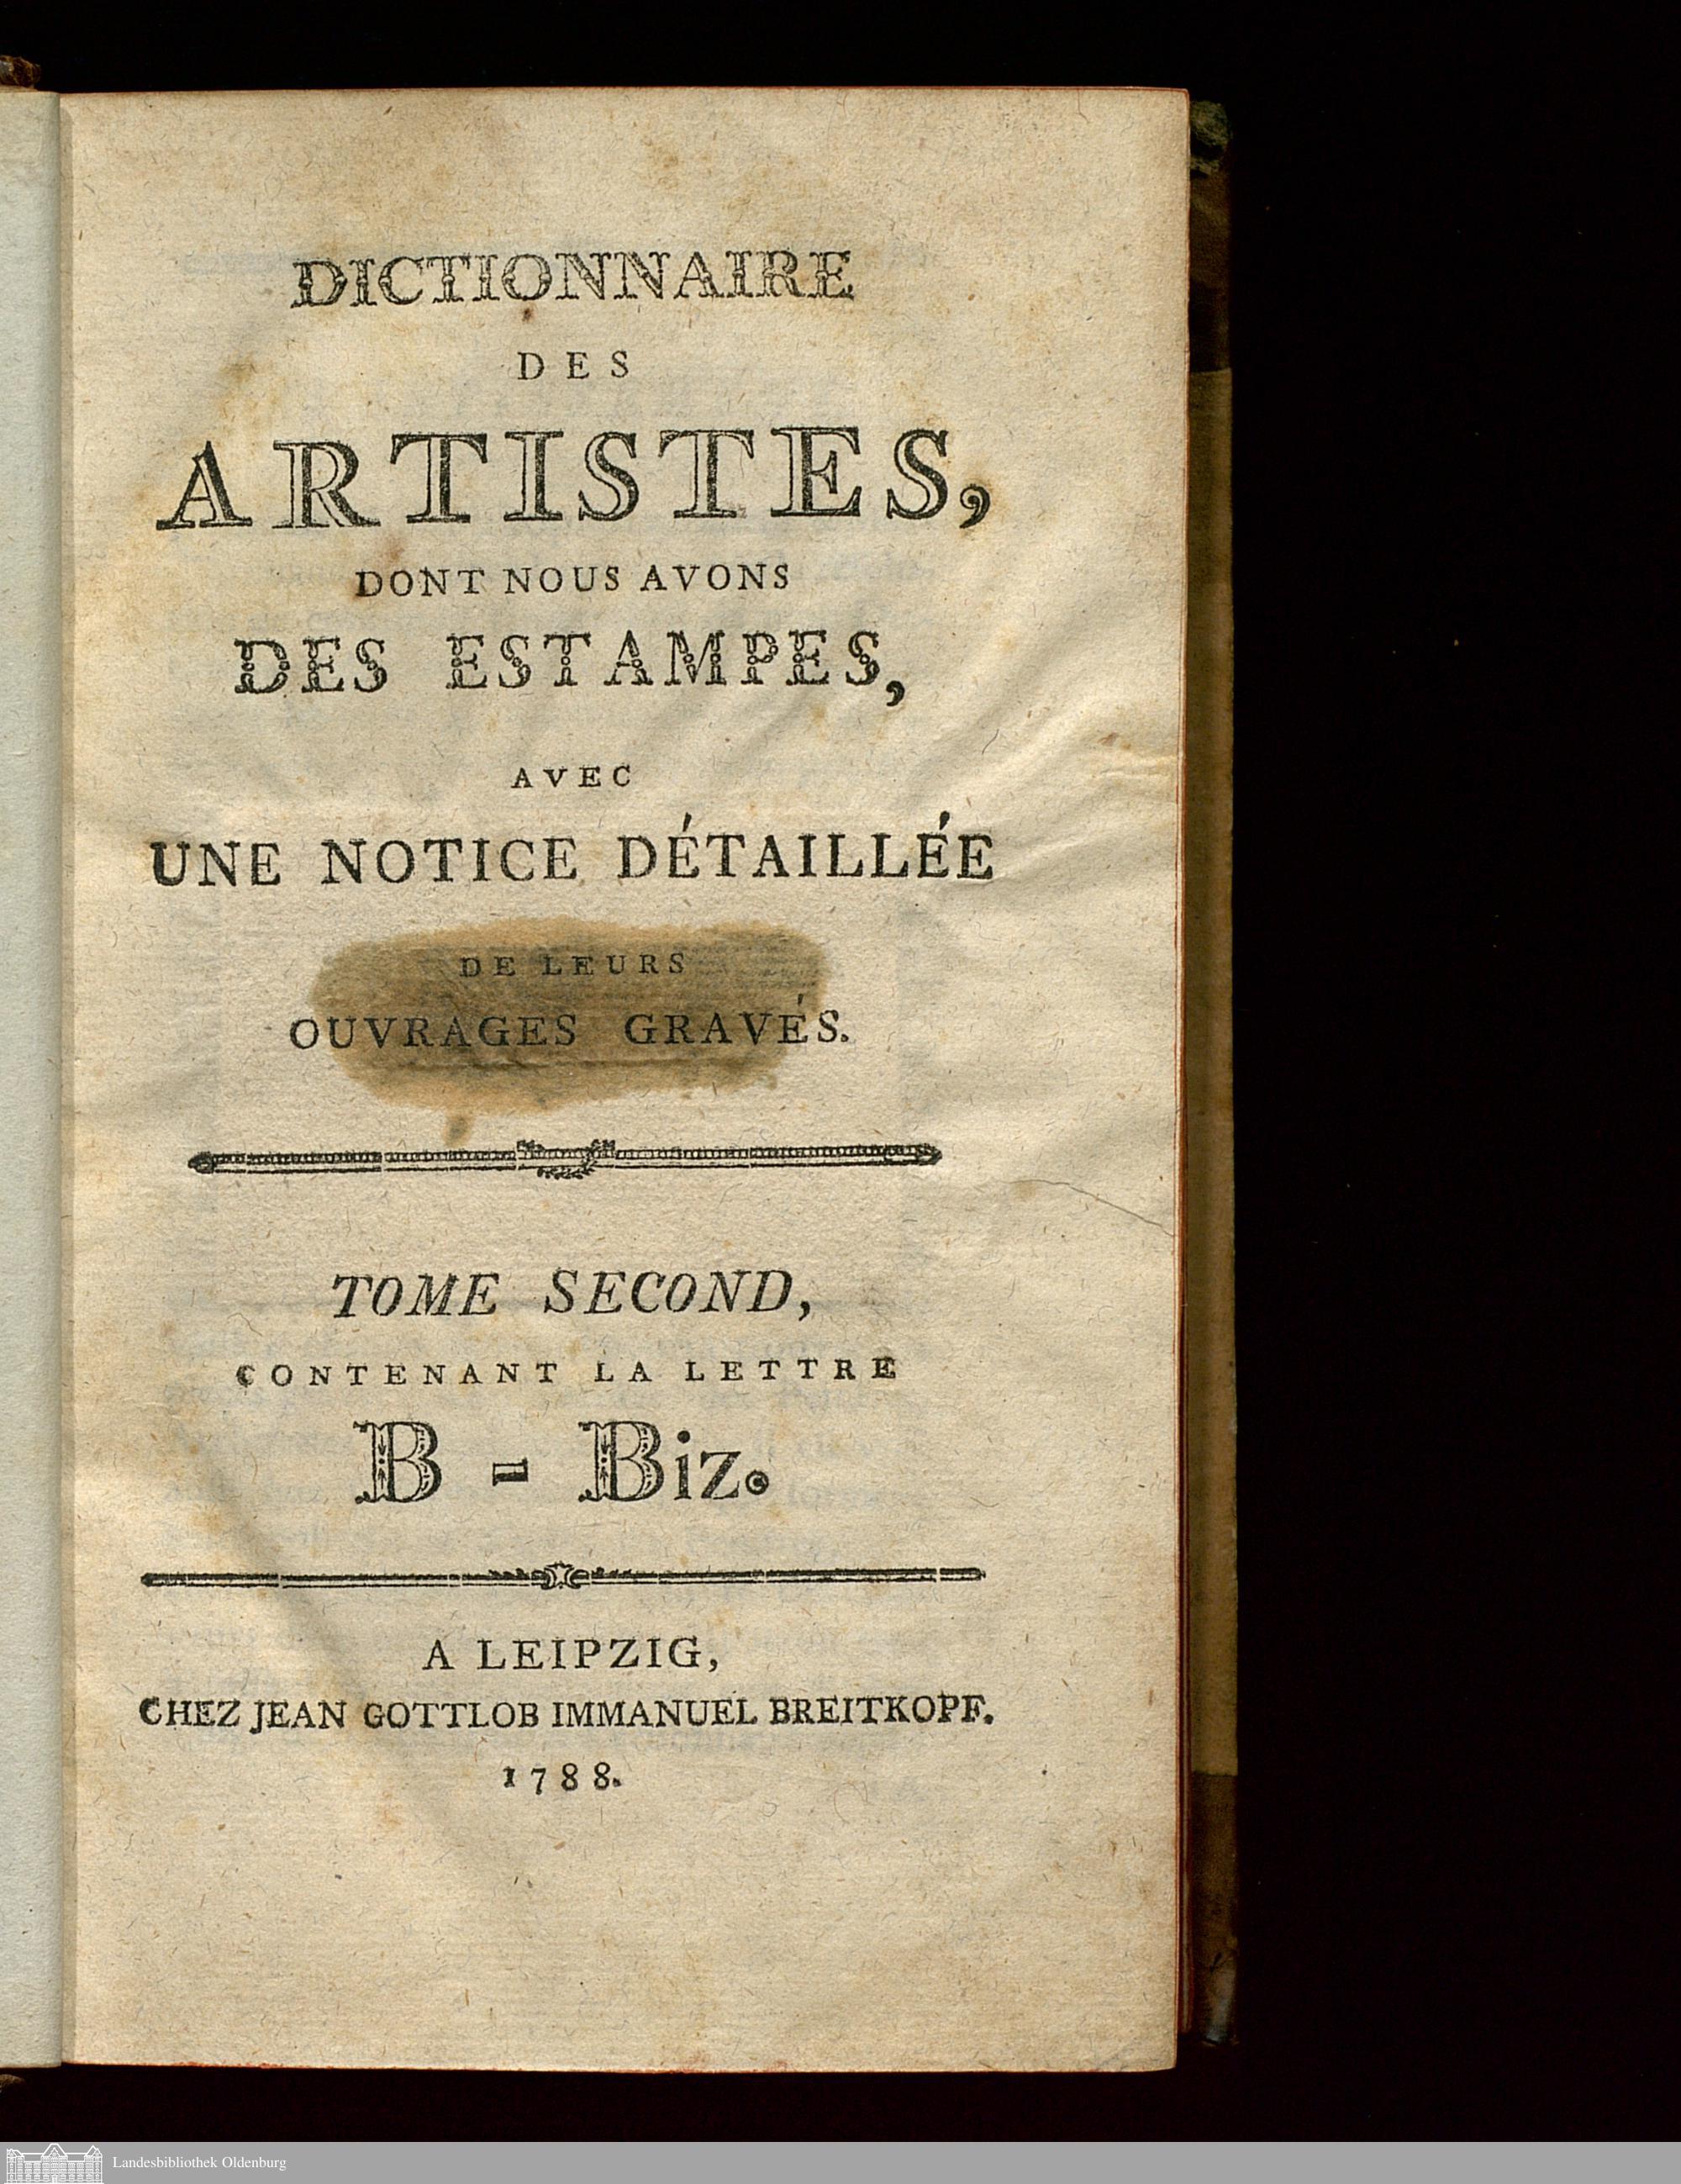 DICTIONNAIRE
DES
ARTISTES,
DONT NOUS AVONS
DES ESTAMPES,
AVEC
UNE NOTICE DÉTAILLÉE
DE LEURS
OUVRAGES GRAVÉS.
TOME SECOND,
CONTENANT LA LETTRE
B - Biz.
A LEIPZIG,
CHEZ JEAN GOTTLOB IMMANUEL BREITKOPF.
1788.
Landesbibliothek Oldenburg